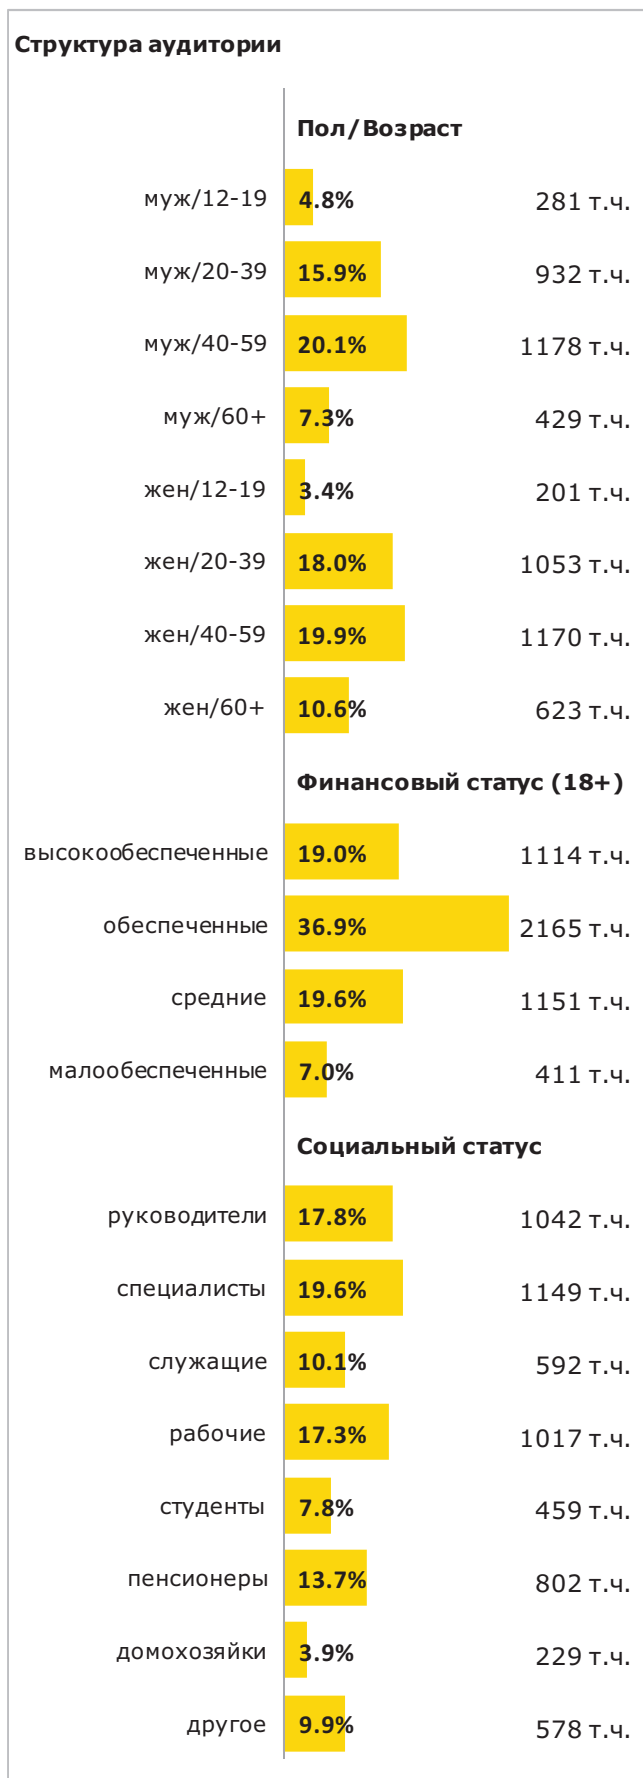 Структура аудитории
Пол/Возраст
муж/12-19 4.8% 281 т.ч.
муж/20-39 15.9% 932 т.ч.
муж/40-59 20.1% 1178 т.ч.
муж/60+ 7.3% 429 т.ч.
жен/12-19 3.4% 201 т.ч.
жен/20-39 18.0% 1053 т.ч.
жен/40-59 19.9% 1170 т.ч.
жен/60+ 10.6% 623 т.ч.
Финансовый статус (18+)
высокообеспеченные 19.0% 1114 т.ч.
обеспеченные 36.9% 2165 т.ч.
средние 19.6% 1151 т.ч.
малообеспеченные 7.0% 411 т.ч.
Социальный статус
руководители 17.8% 1042 т.ч.
специалисты 19.6% 1149 т.ч.
служащие 10.1% 592 т.ч.
рабочие 17.3% 1017 т.ч.
студенты 7.8% 459 т.ч.
пенсионеры 13.7% 802 т.ч.
домохозяйки 3.9% 229 т.ч.
другое 9.9% 578 т.ч.